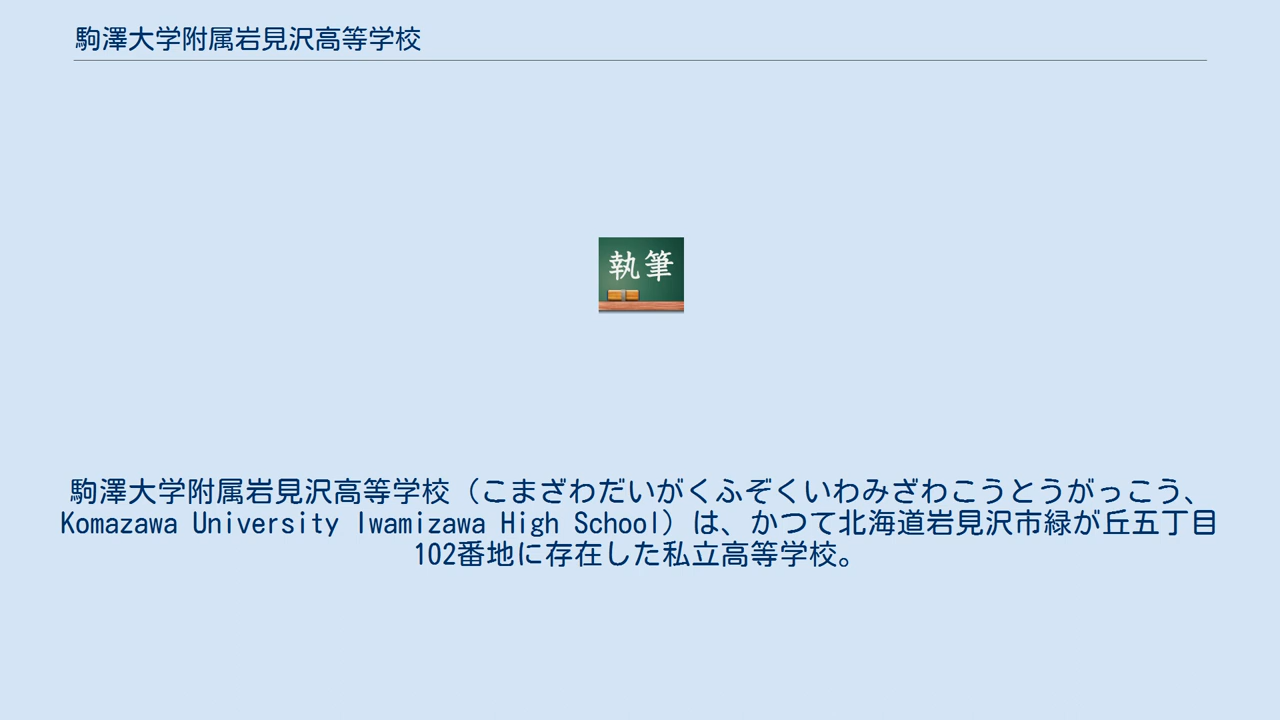 駒澤大学附属岩見沢高等学校
執筆
駒澤大学附属岩見沢高等学校（こまざわだいがくふぞくいわみざわこうとうがっこう、
Komazawa University Iwamizawa High School）は、かつて北海道岩見沢市緑が丘五丁目
102番地に存在した私立高等学校。